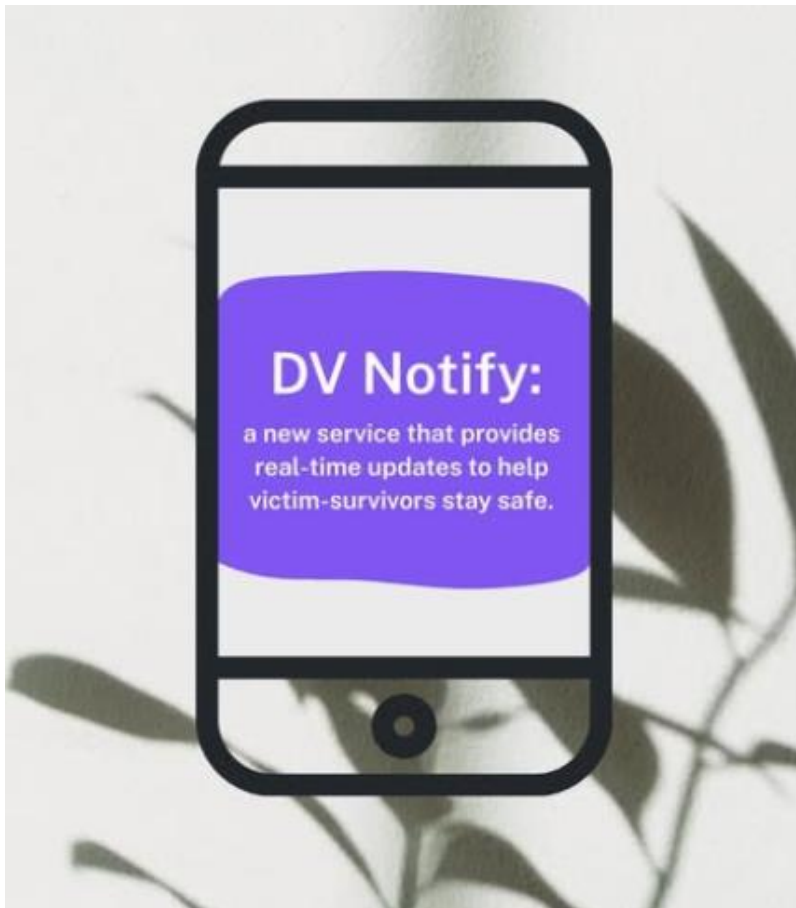 DV Notify:
a new service that provides
real-time updates to help
victim-survivors stay safe.